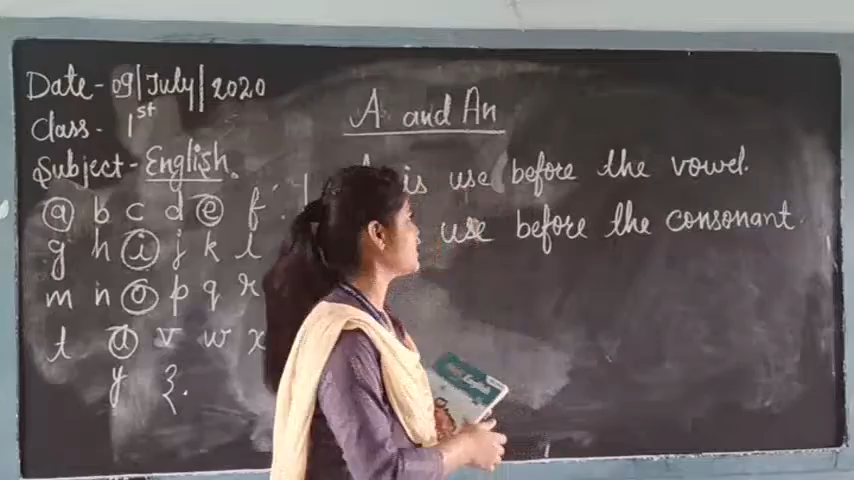 Date- 09|July|2020
Class- 1st
Subject- English.
A and An
is use before the vowel.
use before the consonant.
a b c d e f
g h i j k l
m n o p q r
t u v w x
y z.